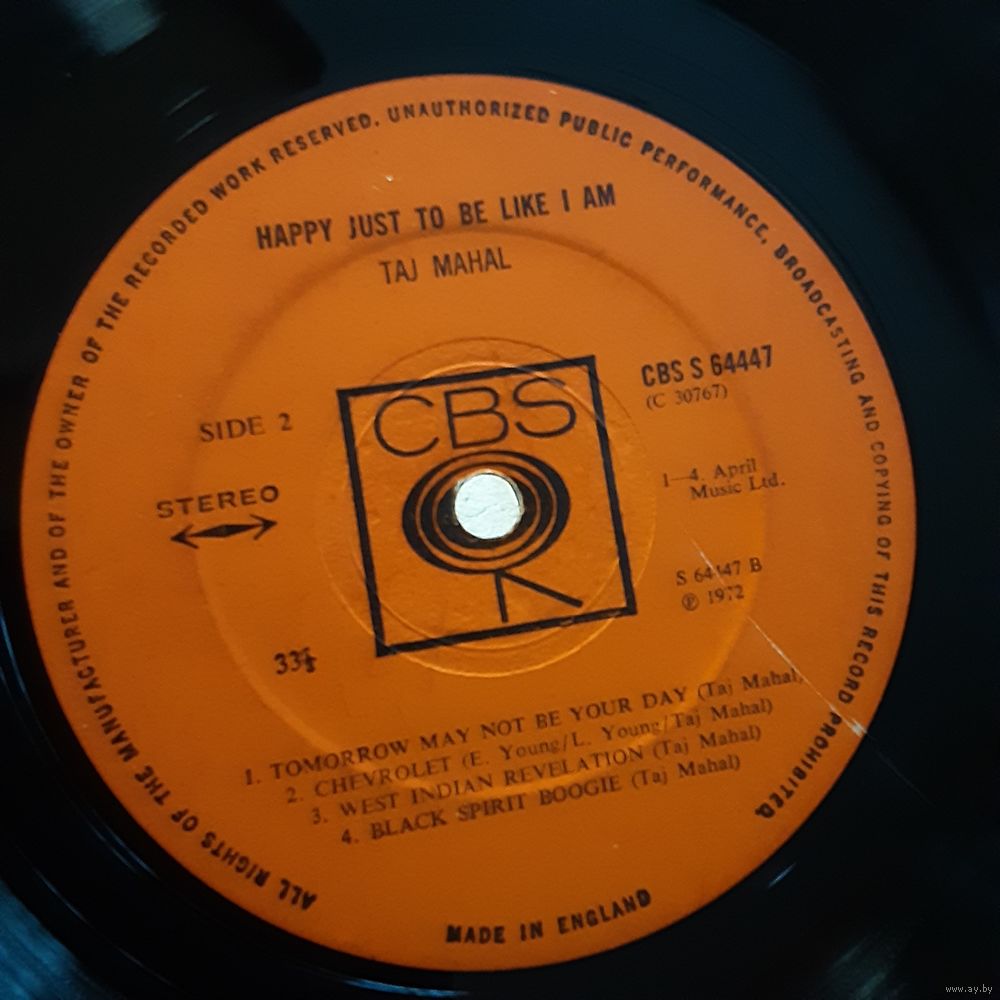 ALL RIGHTS OF THE MANUFACTURER AND OF THE OWNER OF THE RECORDED WORK RESERVED. UNAUTHORIZED PUBLIC PERFORMANCE, BROADCASTING AND COPYING OF THIS RECORD PROHIBITED.
HAPPY JUST TO BE LIKE I AM
TAJ MAHAL
CBS S 64447
(C 30767)
CBS
SIDE 2
STEREO
1—4. April
Music Ltd.
S 64447 B
℗ 1972
33⅓
1. TOMORROW MAY NOT BE YOUR DAY (Taj Mahal)
2. CHEVROLET (E. Young/L. Young/Taj Mahal)
3. WEST INDIAN REVELATION (Taj Mahal)
4. BLACK SPIRIT BOOGIE (Taj Mahal)
MADE IN ENGLAND
www.ay.by